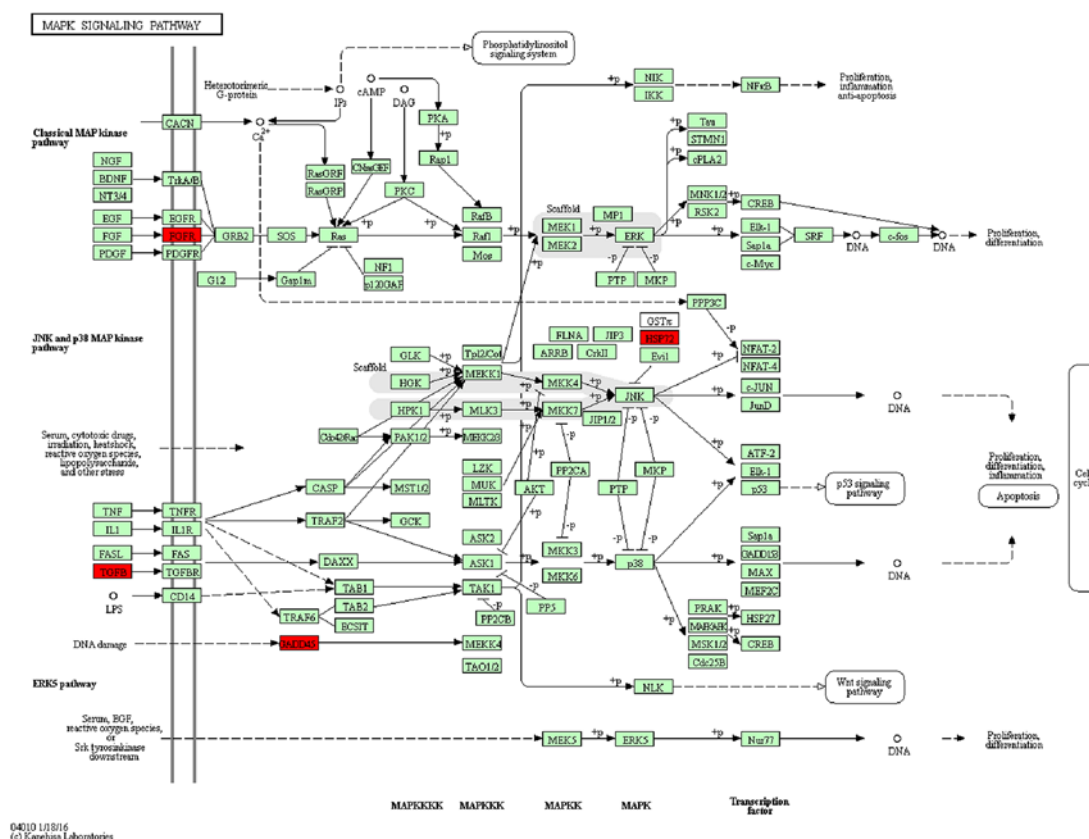 MAPK SIGNALING PATHWAY
Phosphatidylinositol
signaling system
Heterotrimeric
G-protein
IP3
cAMP
DAG
NIK
IKK
+p
NFκB
Proliferation,
inflammation
anti-apoptosis
CACN
Ca2+
PKA
+p
Rap1
Classical MAP kinase
pathway
NGF
BDNF
NT3/4
TrkA/B
RasGRF
RasGRP
CNasGEF
PKC
Tau
STMN1
cPLA2
+p
+p
EGF
FGF
PDGF
EGFR
FGFR
PDGFR
GRB2
SOS
Ras
+p
+p
RafB
Raf1
Mos
+p
Scaffold
MEK1
MEK2
MP1
+p
ERK
+p
+p
MNK1/2
RSK2
+p
CREB
Elk-1
Sap1a
c-Myc
SRF
DNA
c-fos
DNA
Proliferation,
differentiation
G12
Gap1m
NF1
p120GAP
PTP
MKP
PPP3C
-p
JNK and p38 MAP kinase
pathway
GLK
HGK
HPK1
Scaffold
+p
+p
Tpl2/Cot
MEKK1
MLK3
MEKK2/3
LZK
MUK
MLTK
FLNA
JIP3
ARRB
CrkII
GSTπ
HSP72
Evi1
+p
+p
MKK4
MKK7
+p
+p
JNK
JIP1/2
+p
NFAT-2
NFAT-4
c-JUN
JunD
DNA
Serum, cytotoxic drugs,
irradiation, heatshock,
reactive oxygen species,
lipopolysaccharide,
and other stress
Cdc42/Rac
PAK1/2
+p
+p
CASP
MST1/2
TRAF2
GCK
DAXX
AKT
+p
PP2CA
-p
-p
PTP
MKP
-p
-p
-p
-p
+p
ATF-2
Elk-1
p53
p53 signaling
pathway
Proliferation,
differentiation,
inflammation
Apoptosis
Cell
cycle
TNF
IL1
FASL
TGFB
TNFR
IL1R
FAS
TGFBR
LPS
CD14
ASK2
ASK1
TAK1
+p
MKK3
MKK6
+p
p38
+p
+p
Sap1a
GADD153
MAX
MEF2C
DNA
TAB1
TAB2
ECSIT
TRAF6
PP2CB
-p
PP5
-p
PRAK
MAPKAPK
MSK1/2
Cdc25B
+p
+p
HSP27
CREB
DNA damage
GADD45
MEKK4
TAO1/2
ERK5 pathway
+p
NLK
Wnt signaling
pathway
Serum, EGF,
reactive oxygen species,
or
Srk tyrosinkinase
downstream
MEK5
+p
ERK5
+p
Nur77
DNA
Proliferation,
differentiation
MAPKKKK
MAPKKK
MAPKK
MAPK
Transcription
factor
04010 1/18/16
(c) Kanehisa Laboratories